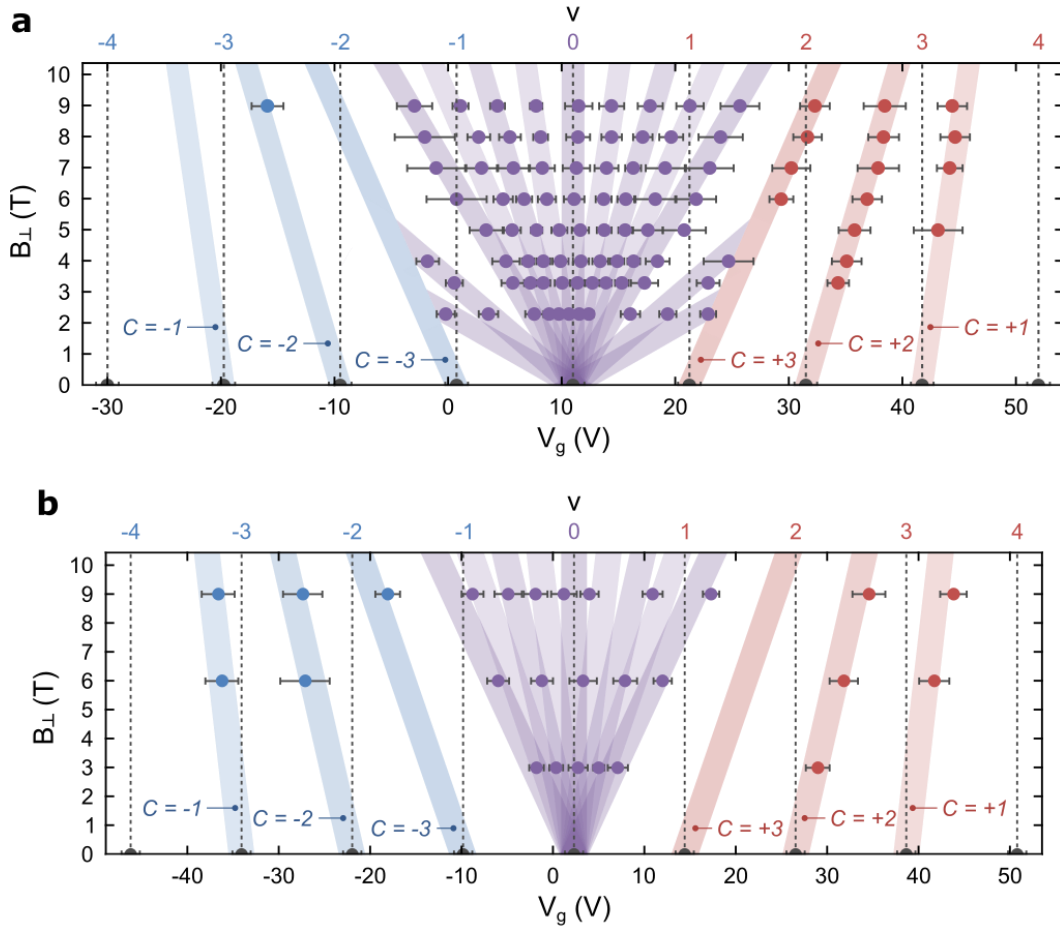 a
ν
-4 -3 -2 -1 0 1 2 3 4
10
9
8
7
6
5
4
3
2
1
0
B⊥ (T)
C = -1
C = -2
C = -3
C = +3
C = +2
C = +1
-30 -20 -10 0 10 20 30 40 50
Vg (V)
b
ν
-4 -3 -2 -1 0 1 2 3 4
10
9
8
7
6
5
4
3
2
1
0
B⊥ (T)
C = -1
C = -2
C = -3
C = +3
C = +2
C = +1
-40 -30 -20 -10 0 10 20 30 40 50
Vg (V)